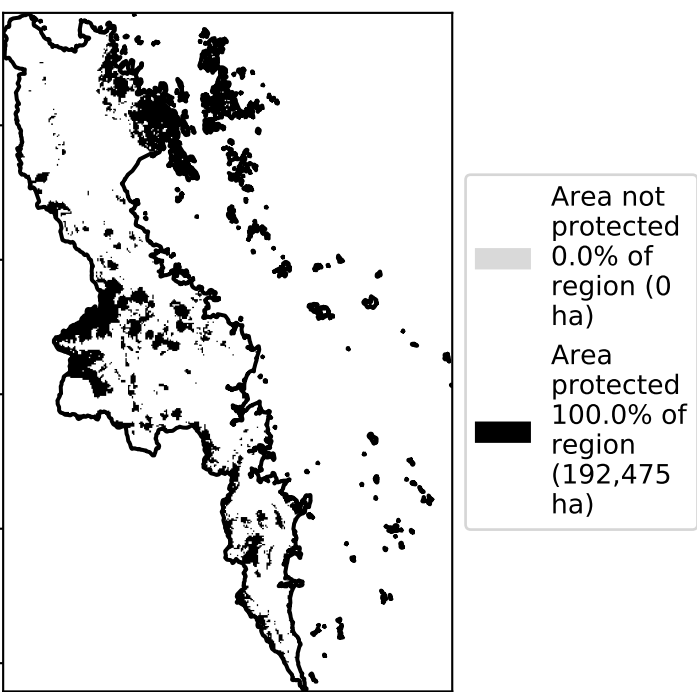 Area not
protected
0.0% of
region (0
ha)
Area
protected
100.0% of
region
(192,475
ha)